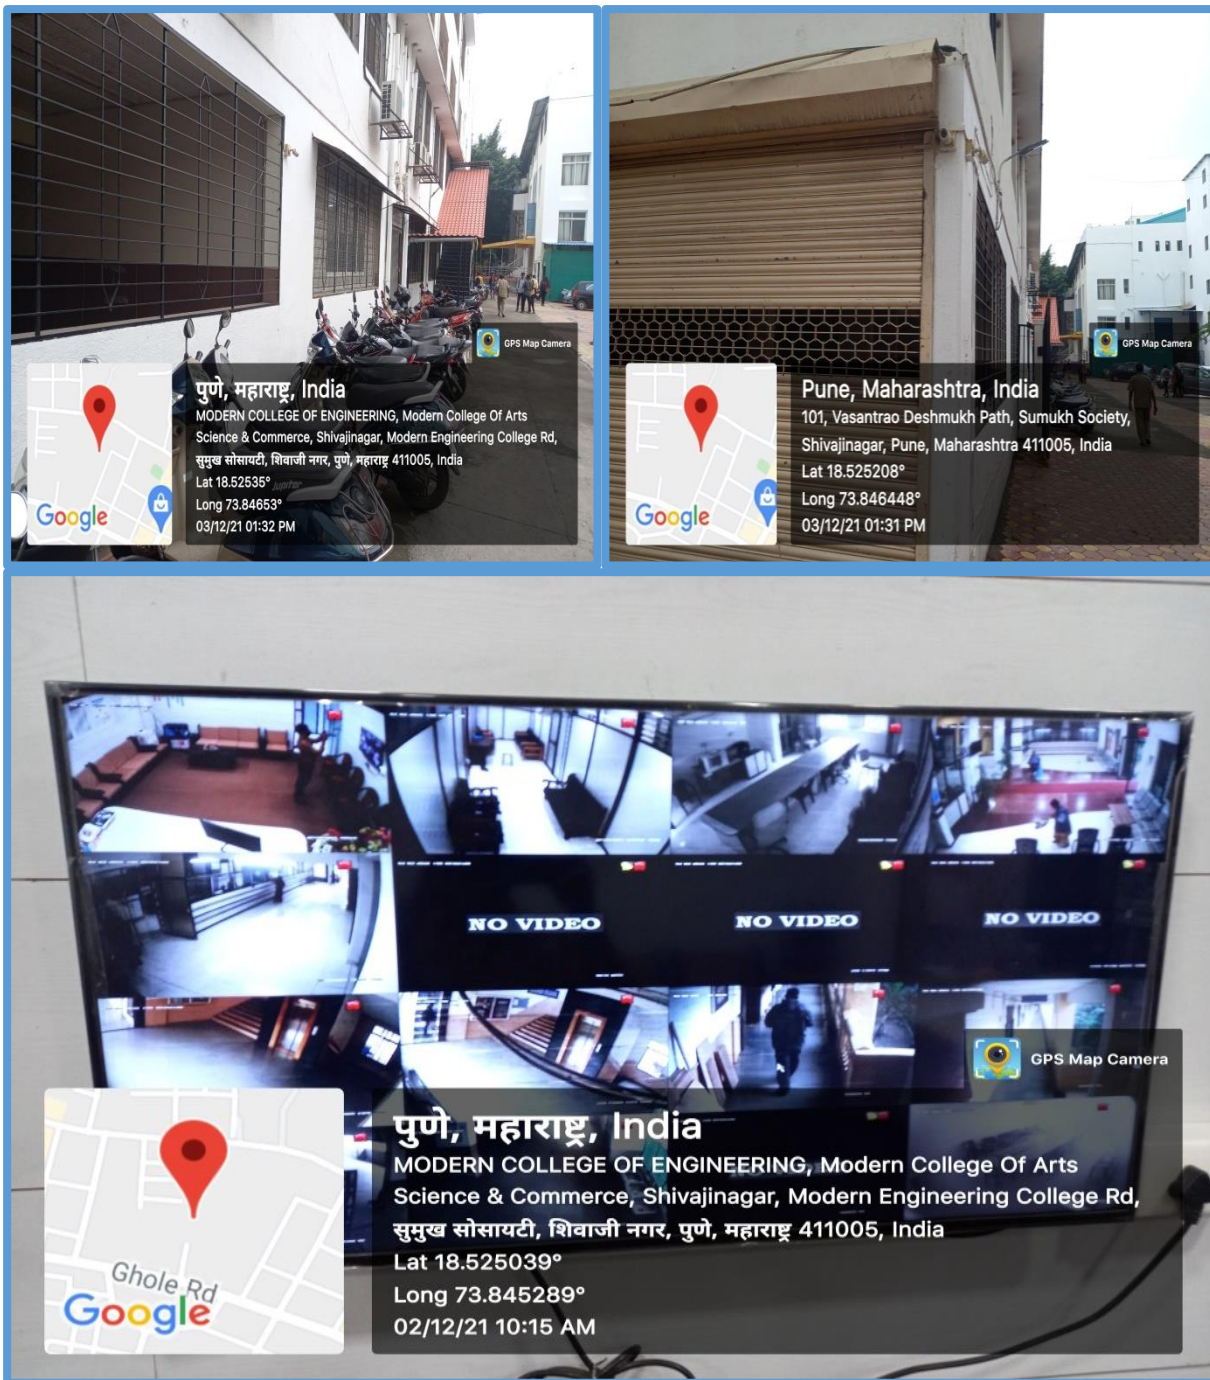 GPS Map Camera
पुणे, महाराष्ट्र, India
MODERN COLLEGE OF ENGINEERING, Modern College Of Arts
Science & Commerce, Shivajinagar, Modern Engineering College Rd,
सुमुख सोसायटी, शिवाजी नगर, पुणे, महाराष्ट्र 411005, India
Lat 18.52535°
Long 73.84653°
03/12/21 01:32 PM
Google
Jupiter
GPS Map Camera
Pune, Maharashtra, India
101, Vasantrao Deshmukh Path, Sumukh Society,
Shivajinagar, Pune, Maharashtra 411005, India
Lat 18.525208°
Long 73.846448°
03/12/21 01:31 PM
Google
NO VIDEO
NO VIDEO
NO VIDEO
GPS Map Camera
पुणे, महाराष्ट्र, India
MODERN COLLEGE OF ENGINEERING, Modern College Of Arts
Science & Commerce, Shivajinagar, Modern Engineering College Rd,
सुमुख सोसायटी, शिवाजी नगर, पुणे, महाराष्ट्र 411005, India
Lat 18.525039°
Long 73.845289°
02/12/21 10:15 AM
Ghole Rd
Google